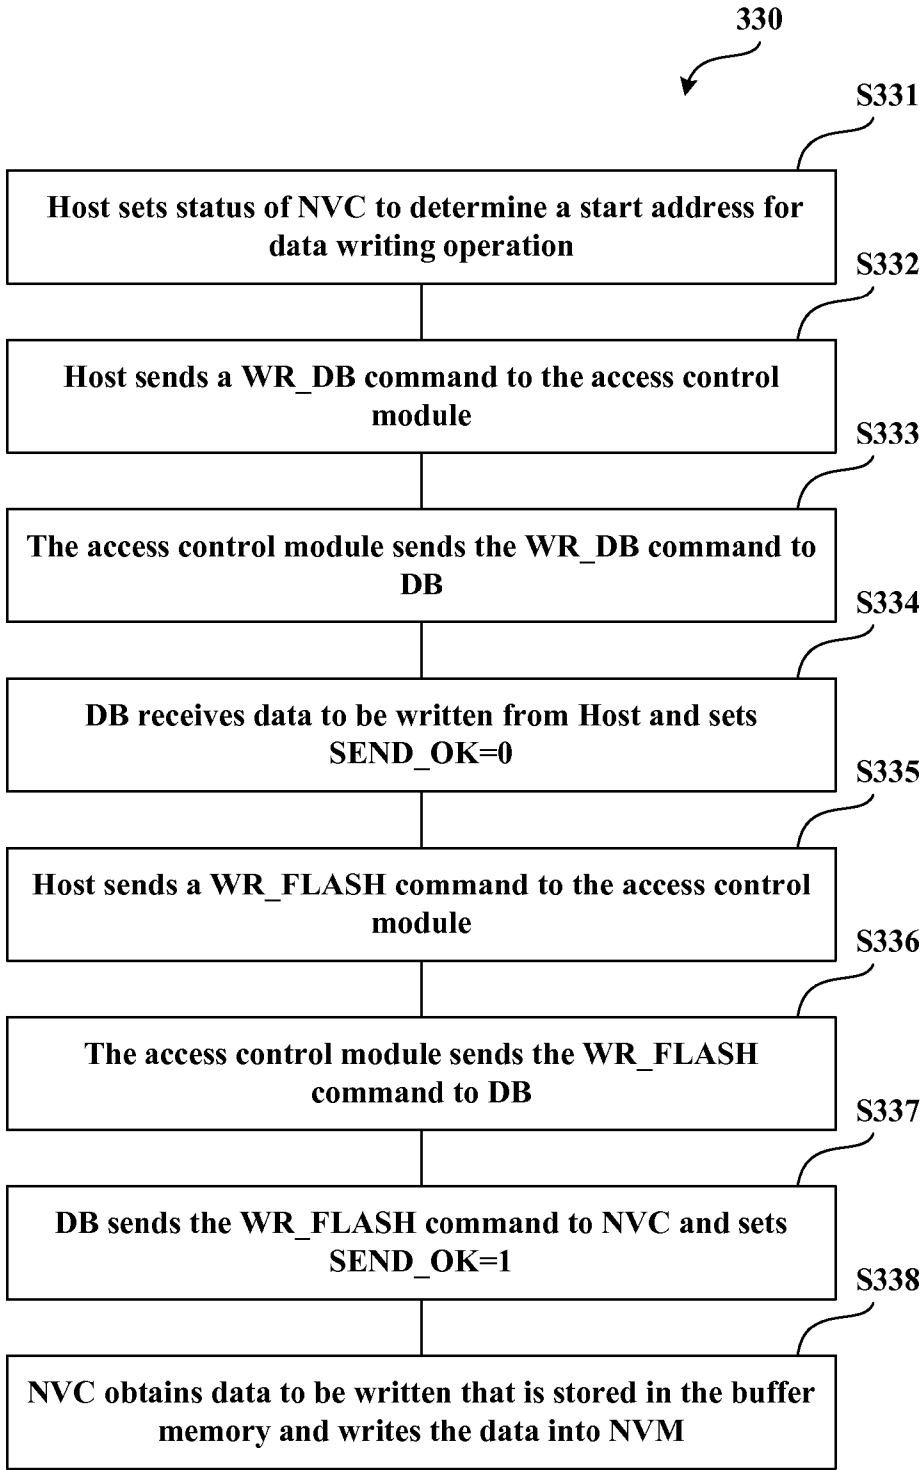 330
S331
Host sets status of NVC to determine a start address for
data writing operation
S332
Host sends a WR_DB command to the access control
module
S333
The access control module sends the WR_DB command to
DB
S334
DB receives data to be written from Host and sets
SEND_OK=0
S335
Host sends a WR_FLASH command to the access control
module
S336
The access control module sends the WR_FLASH
command to DB
S337
DB sends the WR_FLASH command to NVC and sets
SEND_OK=1
S338
NVC obtains data to be written that is stored in the buffer
memory and writes the data into NVM